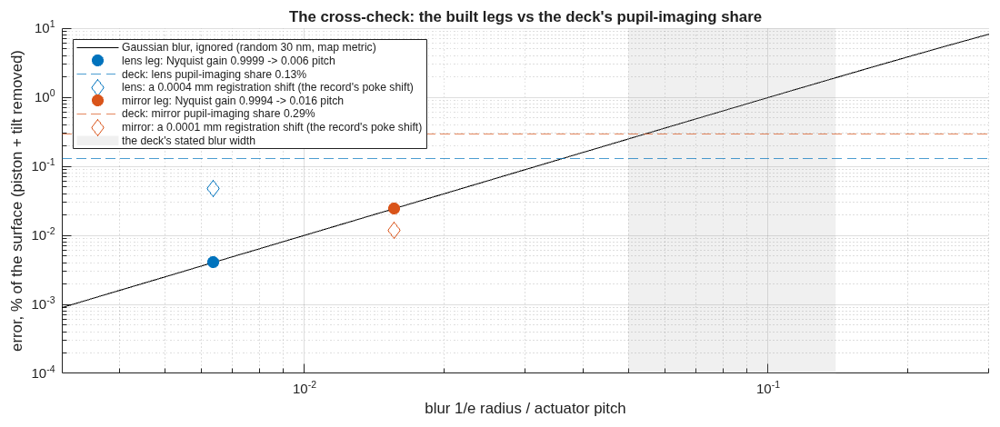 The cross-check: the built legs vs the deck's pupil-imaging share
error, % of the surface (piston + tilt removed)
10^1
10^0
10^-1
10^-2
10^-3
10^-4
Gaussian blur, ignored (random 30 nm, map metric)
lens leg: Nyquist gain 0.9999 -> 0.006 pitch
deck: lens pupil-imaging share 0.13%
lens: a 0.0004 mm registration shift (the record's poke shift)
mirror leg: Nyquist gain 0.9994 -> 0.016 pitch
deck: mirror pupil-imaging share 0.29%
mirror: a 0.0001 mm registration shift (the record's poke shift)
the deck's stated blur width
10^-2
10^-1
blur 1/e radius / actuator pitch